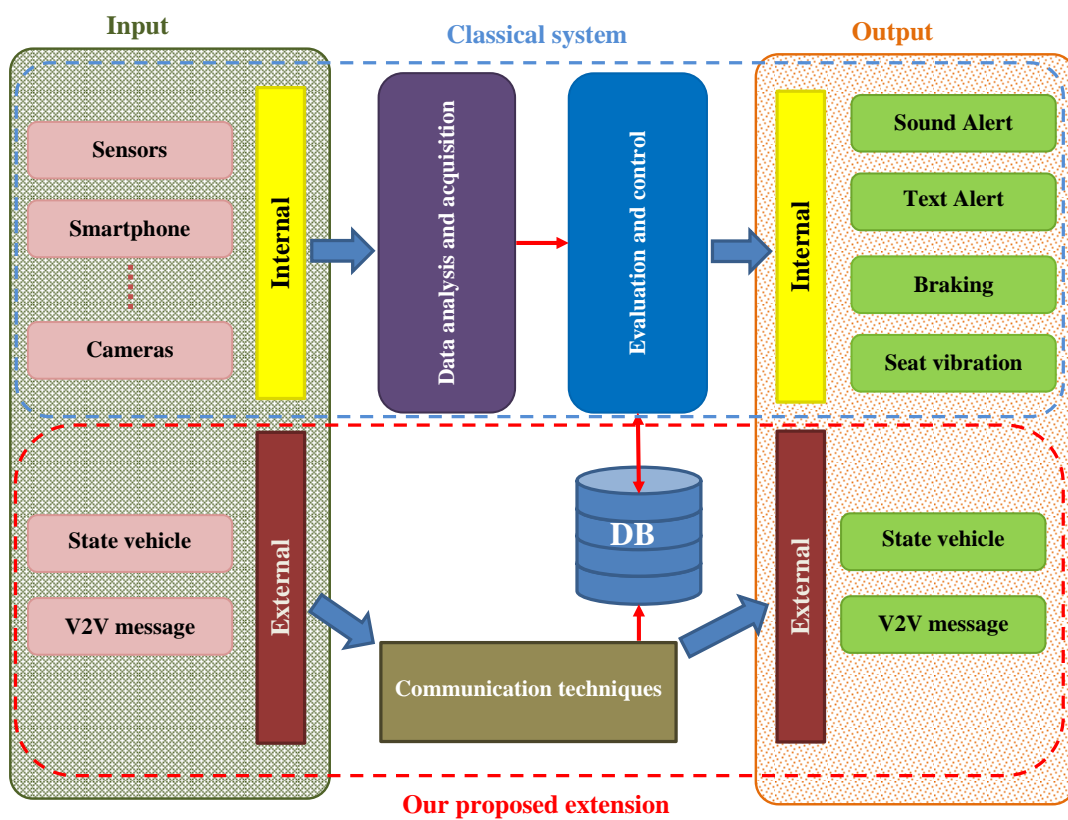 Input
Classical system
Output
Sensors
Smartphone
Cameras
Internal
Data analysis and acquisition
Evaluation and control
Internal
Sound Alert
Text Alert
Braking
Seat vibration
State vehicle
V2V message
External
DB
Communication techniques
External
State vehicle
V2V message
Our proposed extension